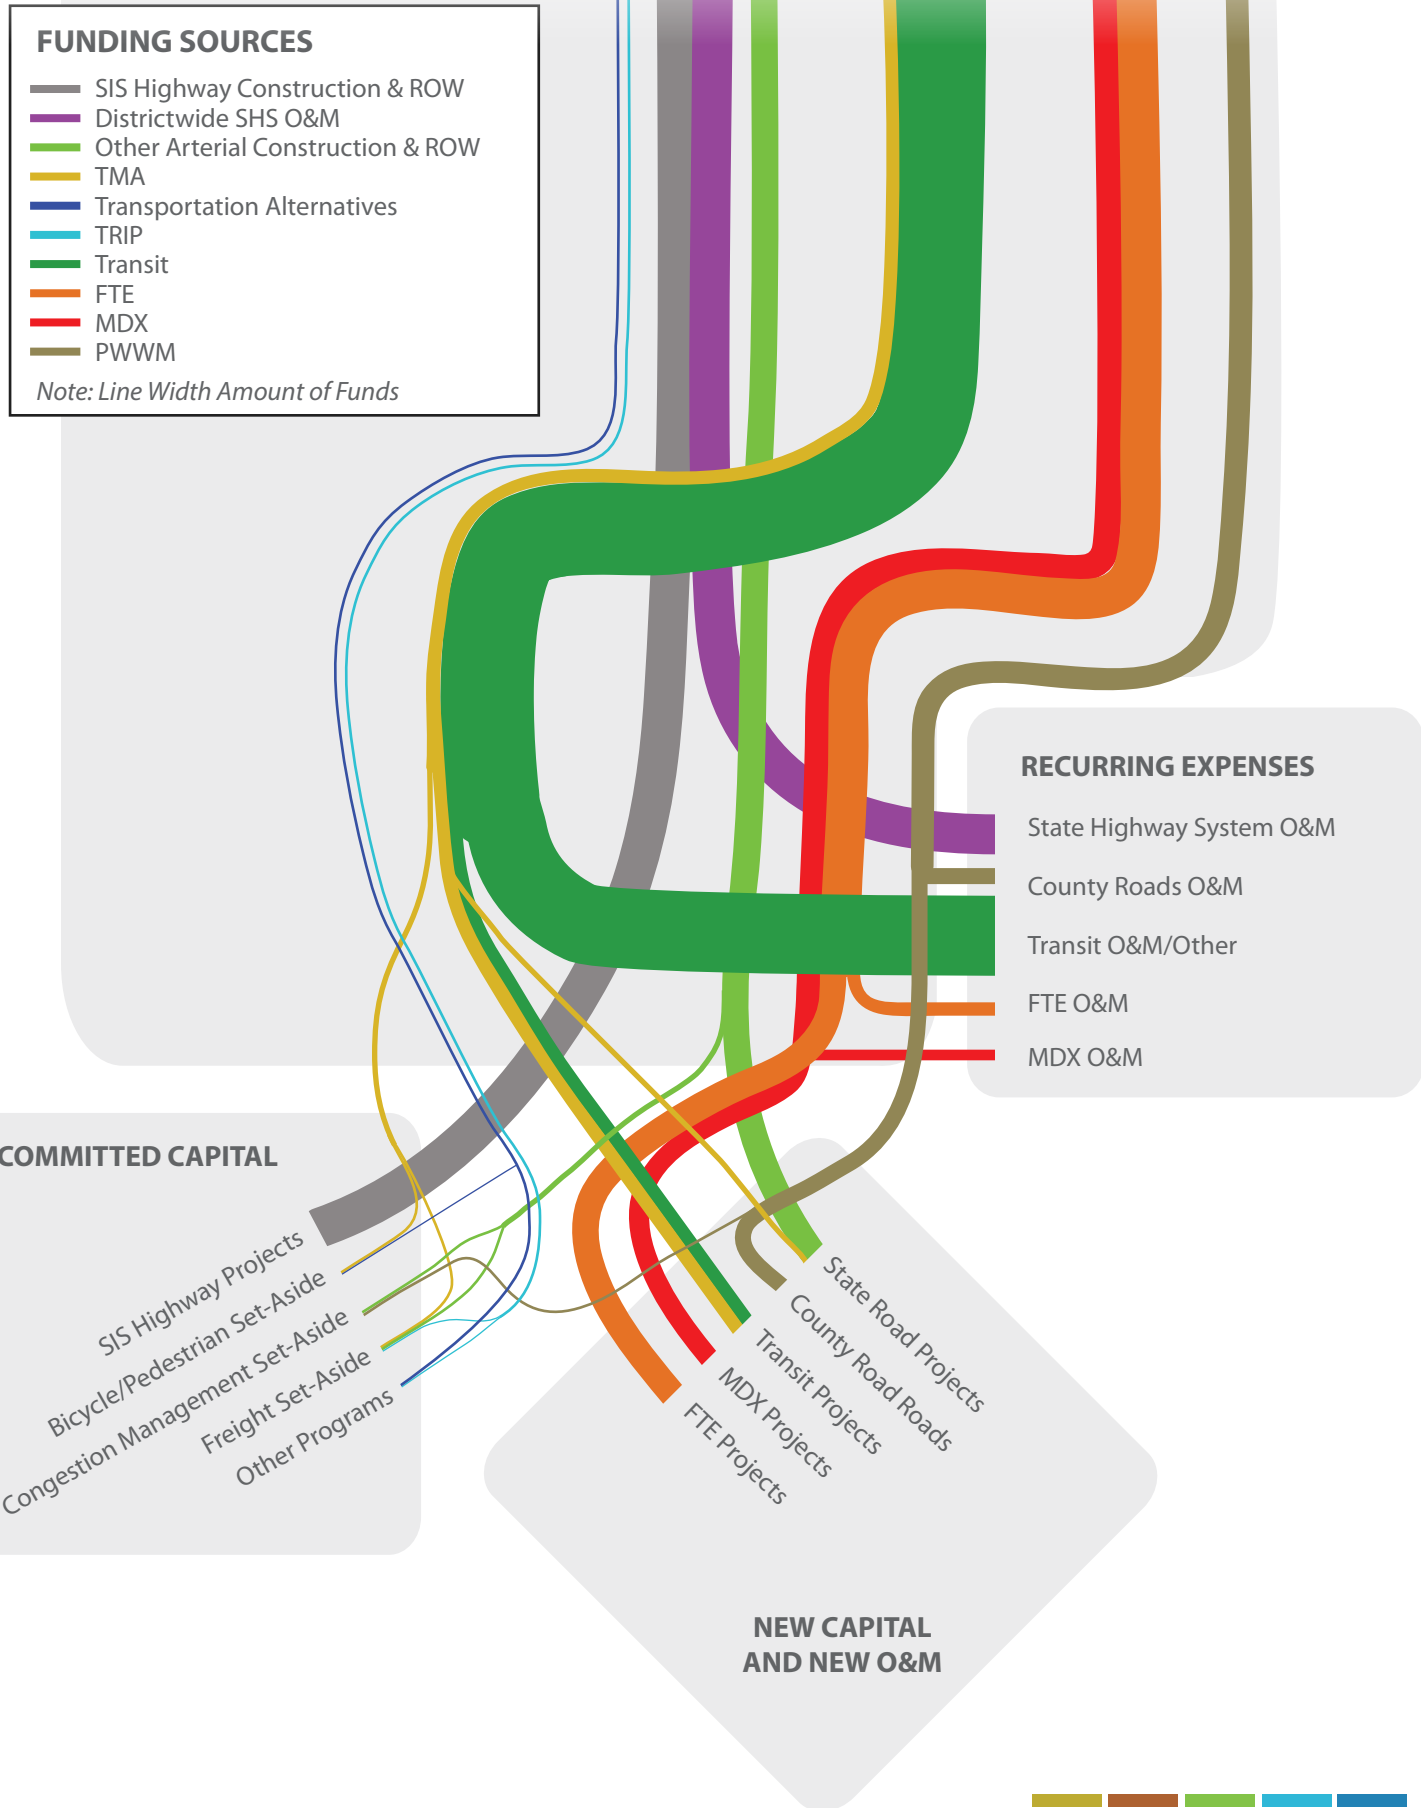 FUNDING SOURCES
SIS Highway Construction & ROW
Districtwide SHS O&M
Other Arterial Construction & ROW
TMA
Transportation Alternatives
TRIP
Transit
FTE
MDX
PWWM
Note: Line Width Amount of Funds
RECURRING EXPENSES
State Highway System O&M
County Roads O&M
Transit O&M/Other
FTE O&M
MDX O&M
COMMITTED CAPITAL
SIS Highway Projects
Bicycle/Pedestrian Set-Aside
Congestion Management Set-Aside
Freight Set-Aside
Other Programs
State Road Projects
County Road Roads
Transit Projects
MDX Projects
FTE Projects
NEW CAPITAL
AND NEW O&M